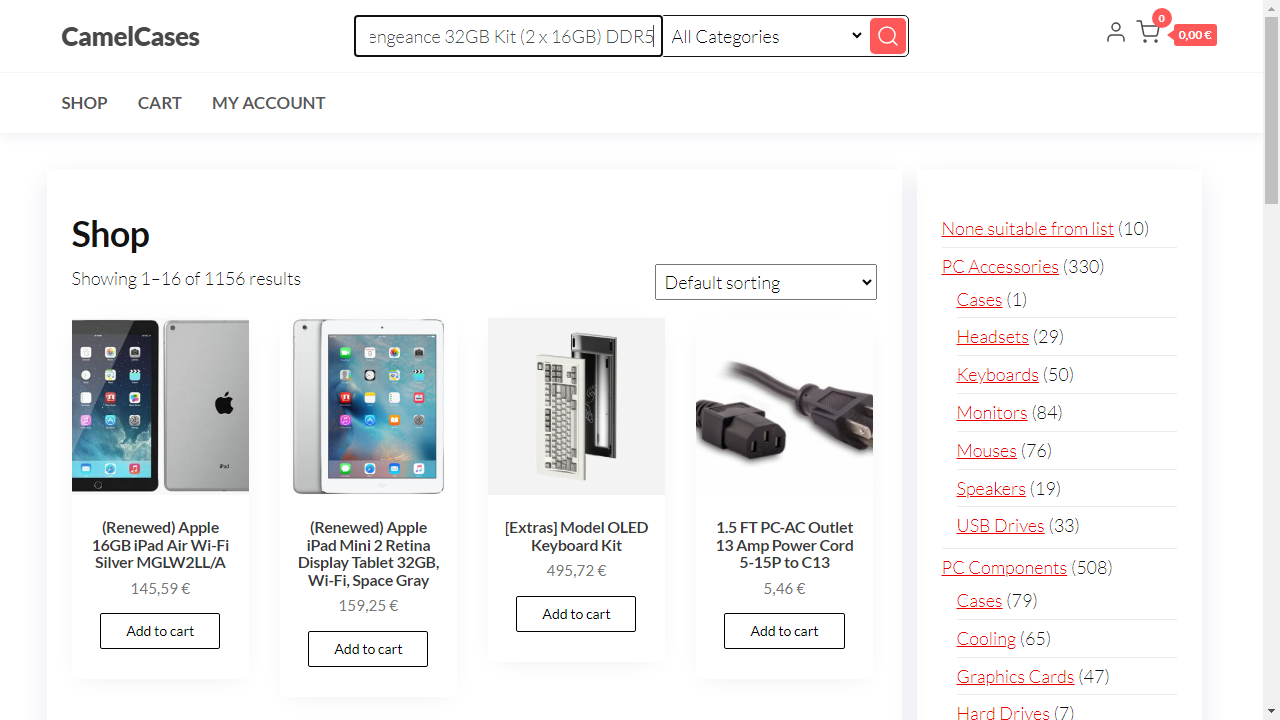 CamelCases
engeance 32GB Kit (2 x 16GB) DDR5
All Categories
0
0,00 €
SHOP
CART
MY ACCOUNT
Shop
Showing 1–16 of 1156 results
Default sorting
(Renewed) Apple
16GB iPad Air Wi-Fi
Silver MGLW2LL/A
145,59 €
Add to cart
(Renewed) Apple
iPad Mini 2 Retina
Display Tablet 32GB,
Wi-Fi, Space Gray
159,25 €
Add to cart
[Extras] Model OLED
Keyboard Kit
495,72 €
Add to cart
1.5 FT PC-AC Outlet
13 Amp Power Cord
5-15P to C13
5,46 €
Add to cart
None suitable from list (10)
PC Accessories (330)
Cases (1)
Headsets (29)
Keyboards (50)
Monitors (84)
Mouses (76)
Speakers (19)
USB Drives (33)
PC Components (508)
Cases (79)
Cooling (65)
Graphics Cards (47)
Hard Drives (7)